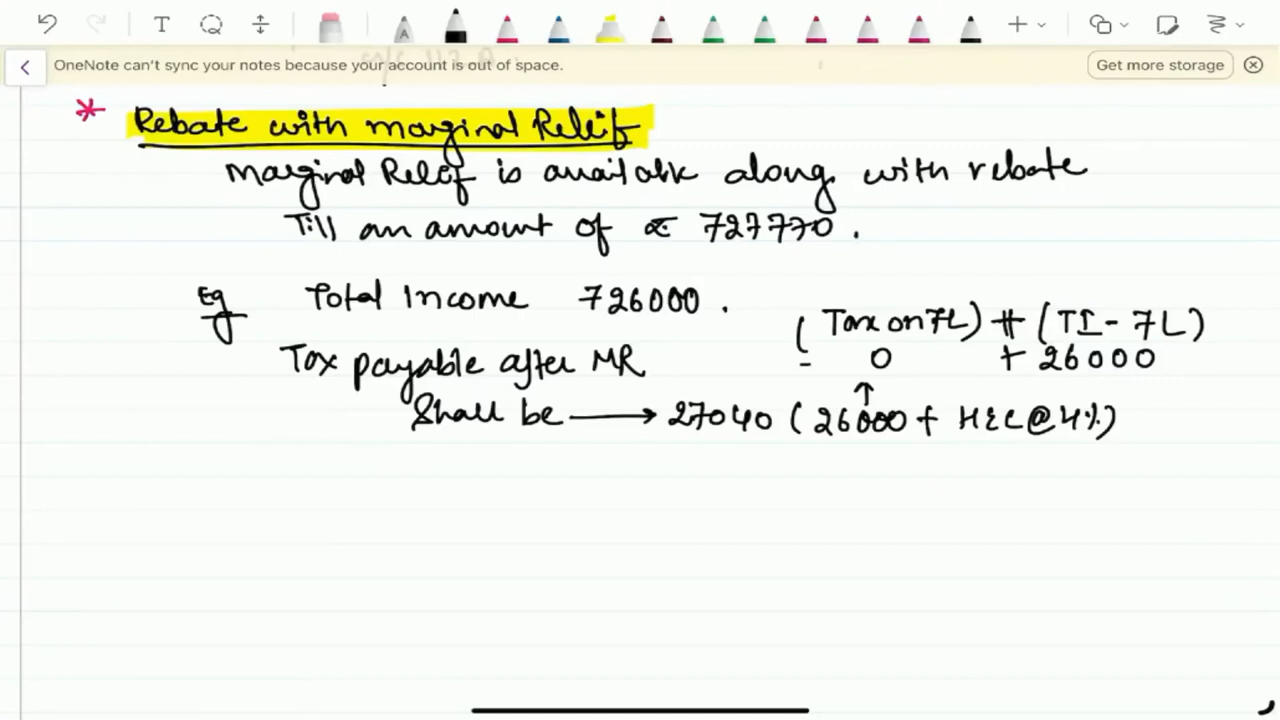 A
OneNote can't sync your notes because your account is out of space.
Get more storage
* Rebate with marginal Relief
Marginal Relief is available along with rebate
Till an amount of ₹ 727770.
Eg Total Income 726000.
(Tax on 7L) + (TI - 7L)
Tax payable after MR
- 0 + 26000
Shall be → 27040 (26000 + H&C @ 4%)